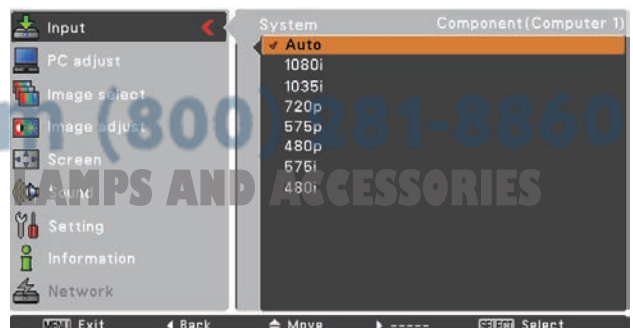 Input
System Component(Computer 1)
Auto
PC adjust
1080i
1035i
Image select
720p
m (800) 281-8860
Image adjust
575p
480p
Screen
575i
LAMPS AND ACCESSORIES
Sound
480i
Setting
Information
Network
MENU Exit Back Move ----- SELECT Select